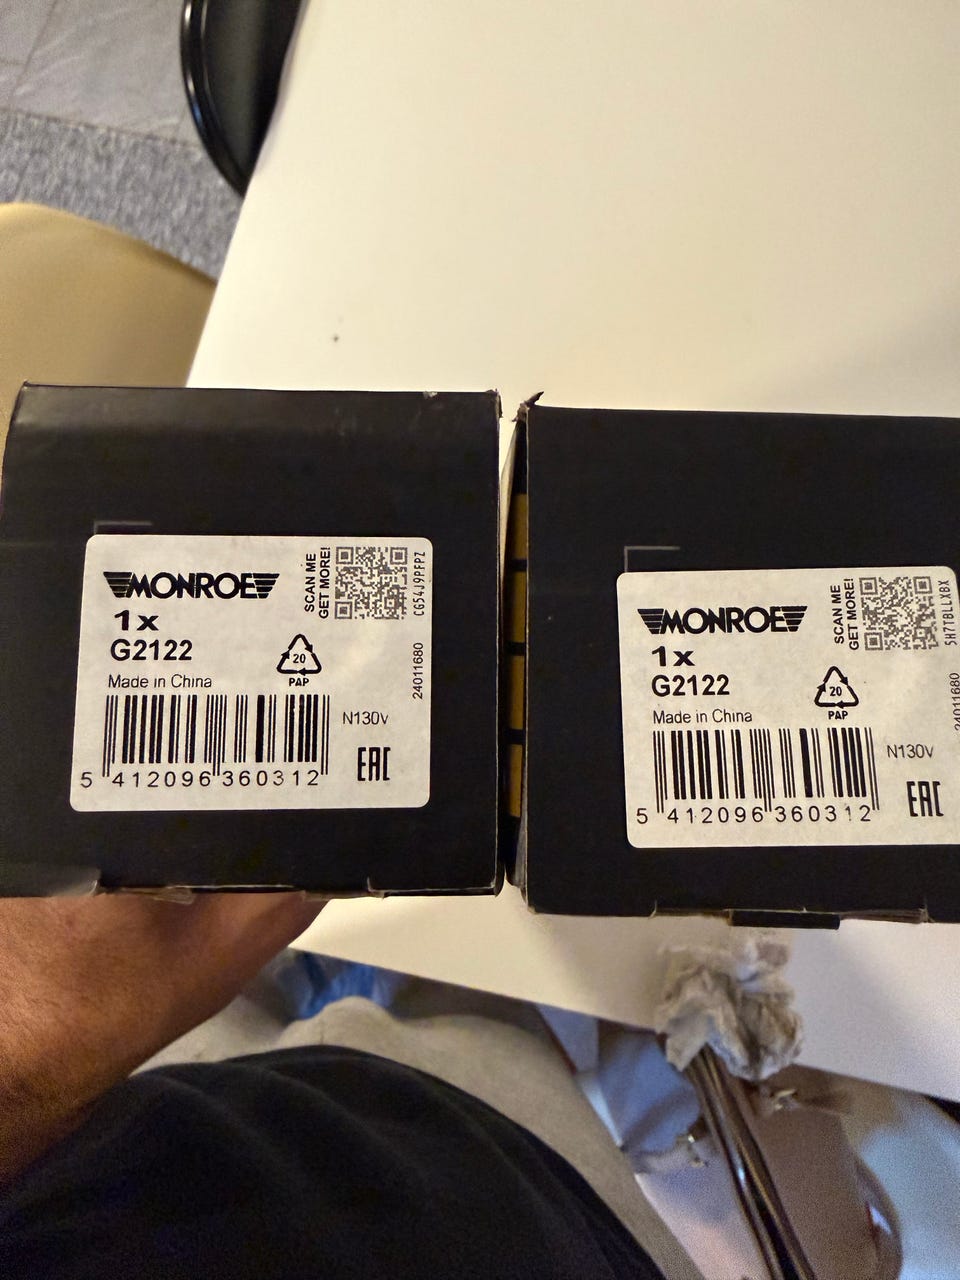 MONROE
1x
G2122
Made in China
SCAN ME
GET MORE!
CG54J9PFPZ
24011680
20
PAP
N130V
EAC
5 412096 360312
MONROE
1x
G2122
Made in China
SCAN ME
GET MORE!
5H7TBLLXBX
24011680
20
PAP
N130V
EAC
5 412096 360312